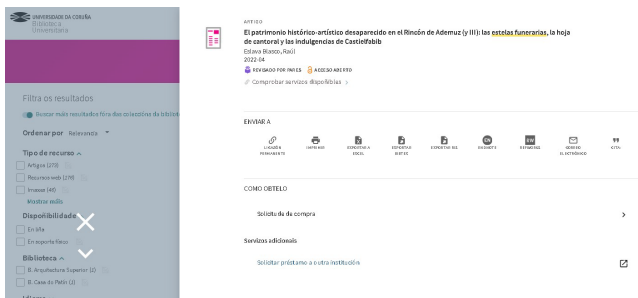 UNIVERSIDADE DA CORUÑA
Biblioteca
Universitaria
Filtra os resultados
Buscar máis resultados fóra das coleccións da bibliote
Ordenar por Relevancia
Tipo de recurso
Artigos (273)
Recursos web (270)
Imaxes (40)
Mostrar máis
Dispoñibilidade
En liña
En soporte físico
Biblioteca
B. Arquitectura Superior (2)
B. Casa do Patín (1)
ARTIGO
El patrimonio histórico-artístico desaparecido en el Rincón de Ademuz (y III): las estelas funerarias, la hoja
de cantoral y las indulgencias de Castielfabib
Eslava Blasco, Raúl
2022-04
REVISADO POR PARES ACCESO ABERTO
Comprobar servizos dispoñibles
ENVIAR A
LIGAZÓN PERMANENTE
IMPRIMIR
EXPORTAR A EXCEL
EXPORTAR BIBTEX
EXPORTAR RIS
ENDNOTE
REFWORKS
CORREO ELECTRÓNICO
CITA
COMO OBTELO
Solicitude de compra
Servizos adicionais
Solicitar préstamo a outra institución